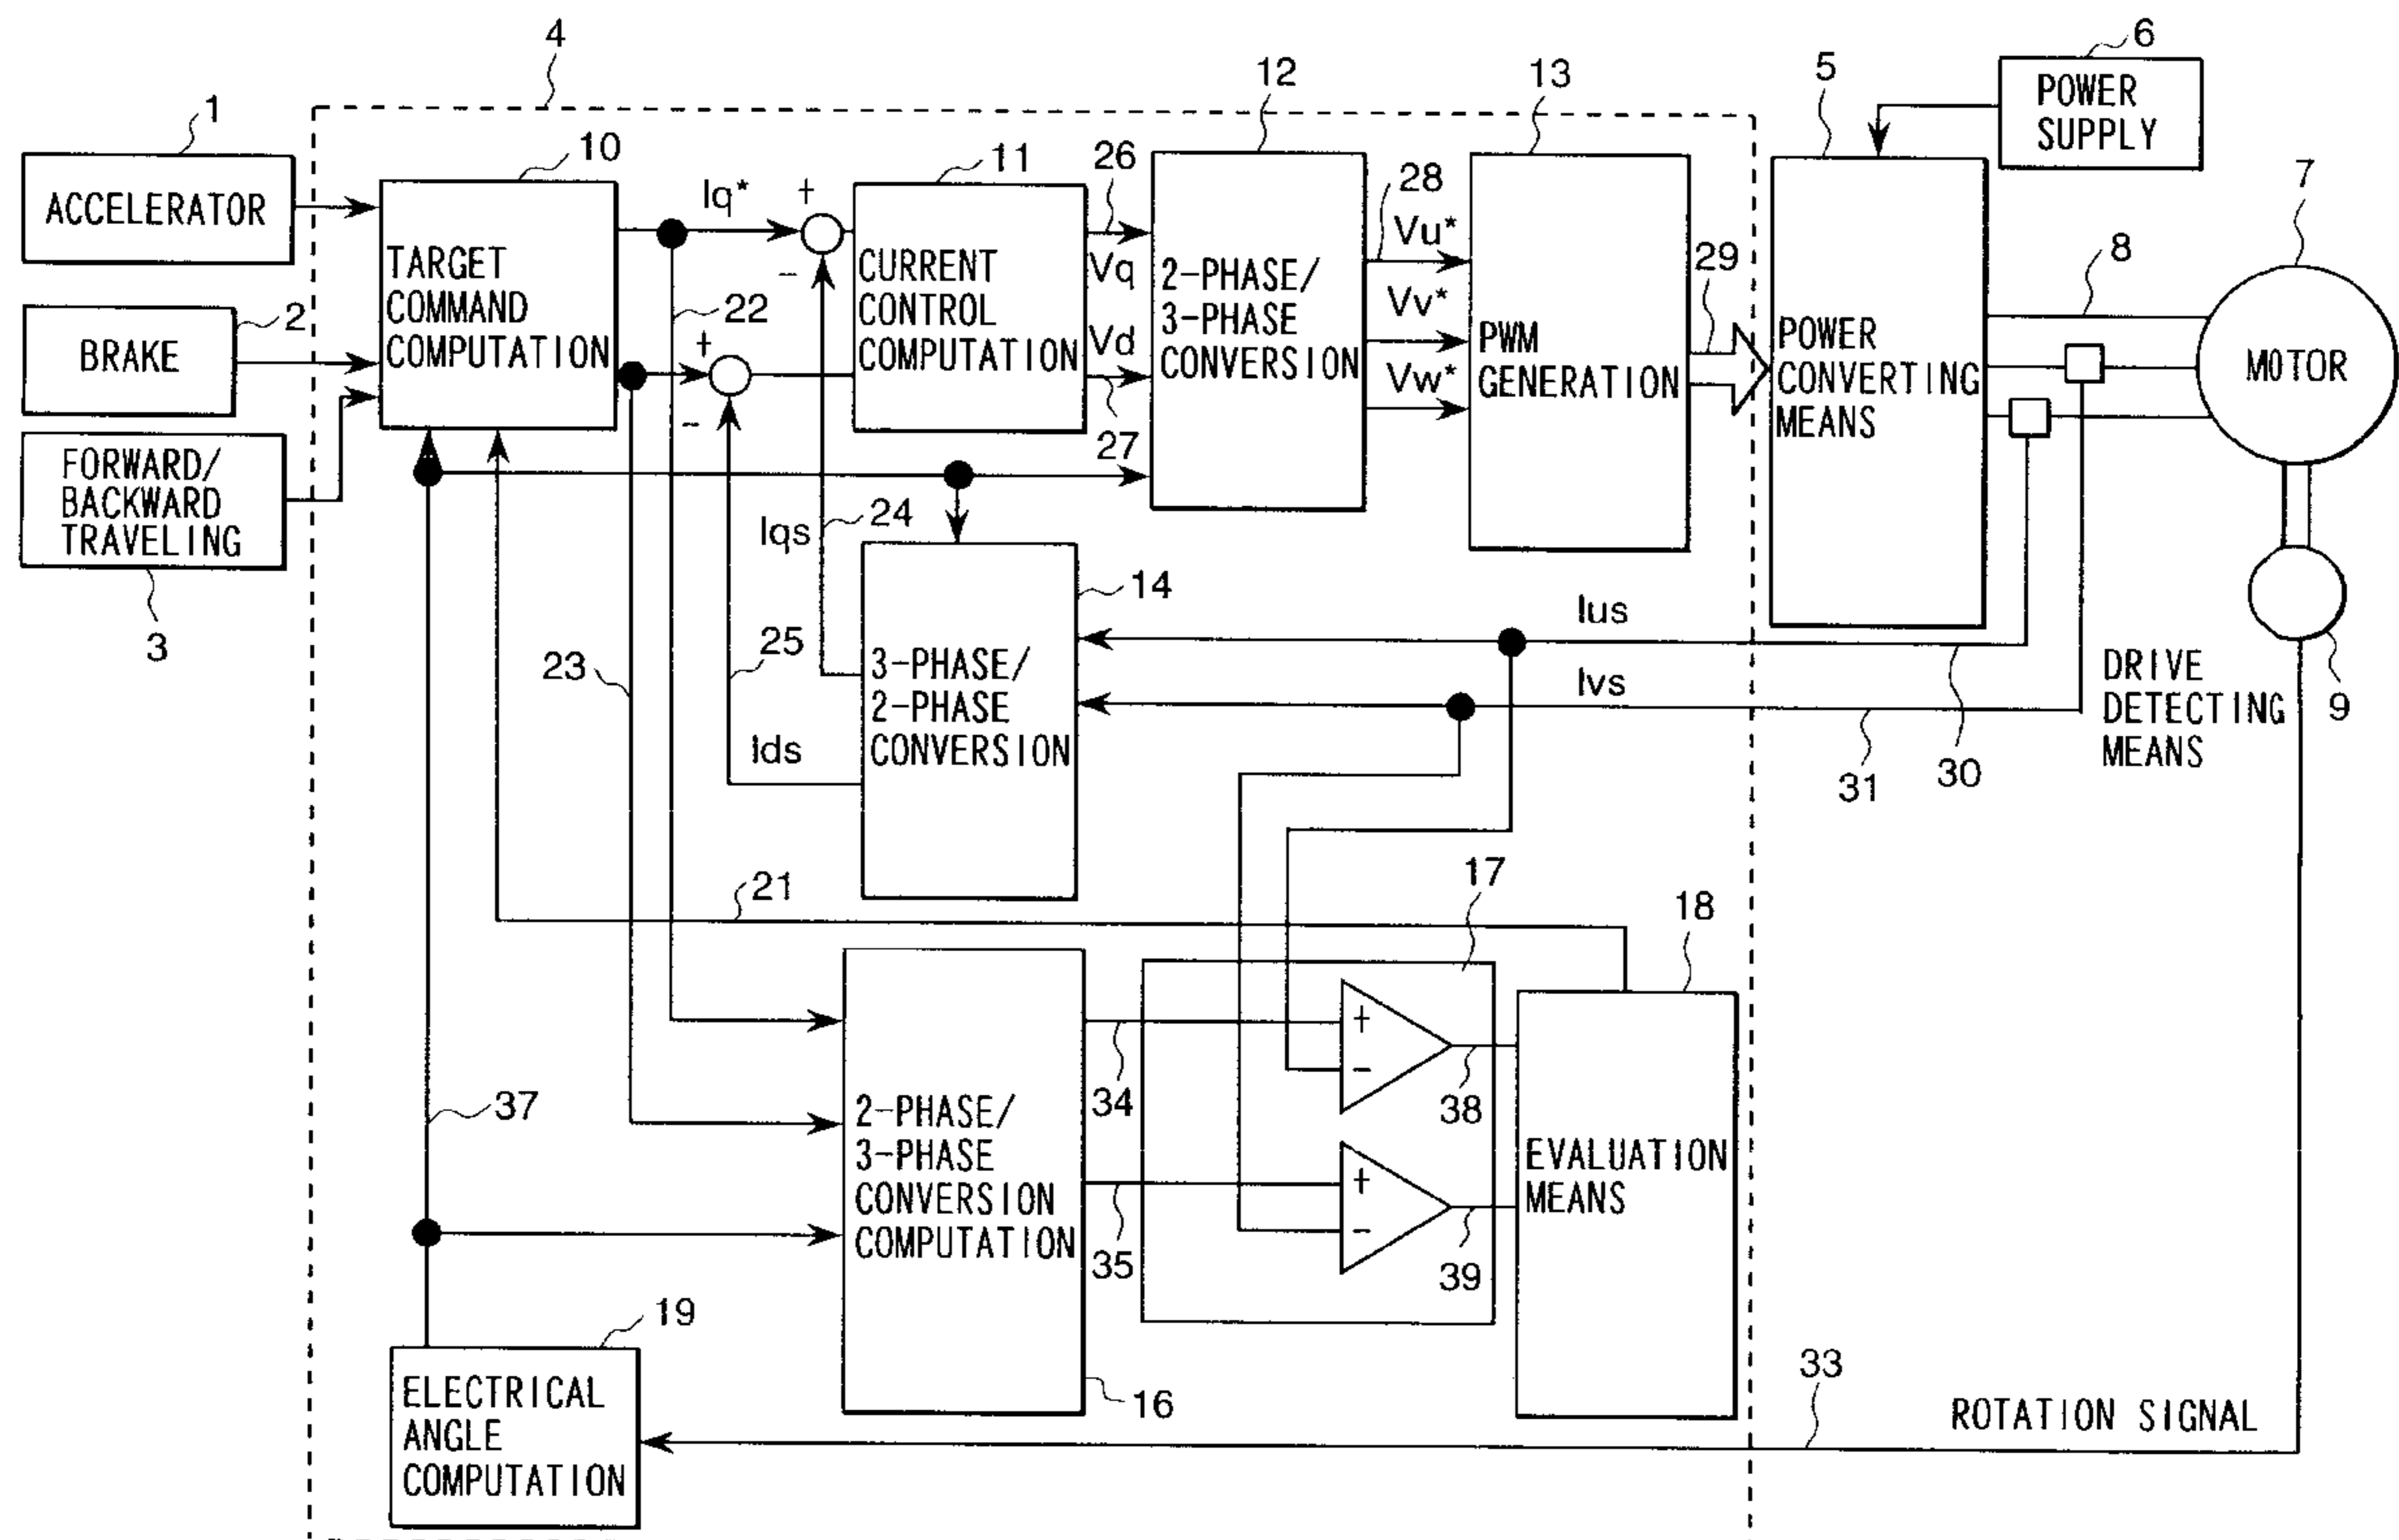 4
6
1
12
13
5
POWER
SUPPLY
10
11
26
7
ACCELERATOR
Iq*
+
28
TARGET
COMMAND
COMPUTATION
CURRENT
CONTROL
COMPUTATION
-
Vq
2-PHASE/
3-PHASE
CONVERSION
Vu*
29
8
2
22
Vv*
BRAKE
+
Vd
PWM
GENERATION
POWER
CONVERTING
MEANS
MOTOR
Vw*
-
27
FORWARD/
BACKWARD
TRAVELING
24
Iqs
3
14
Ius
23
25
3-PHASE/
2-PHASE
CONVERSION
Ivs
DRIVE
DETECTING
MEANS
9
Ids
30
31
17
21
18
+
-
34
38
37
2-PHASE/
3-PHASE
CONVERSION
COMPUTATION
EVALUATION
MEANS
+
-
35
39
19
33
ELECTRICAL
ANGLE
COMPUTATION
16
ROTATION SIGNAL